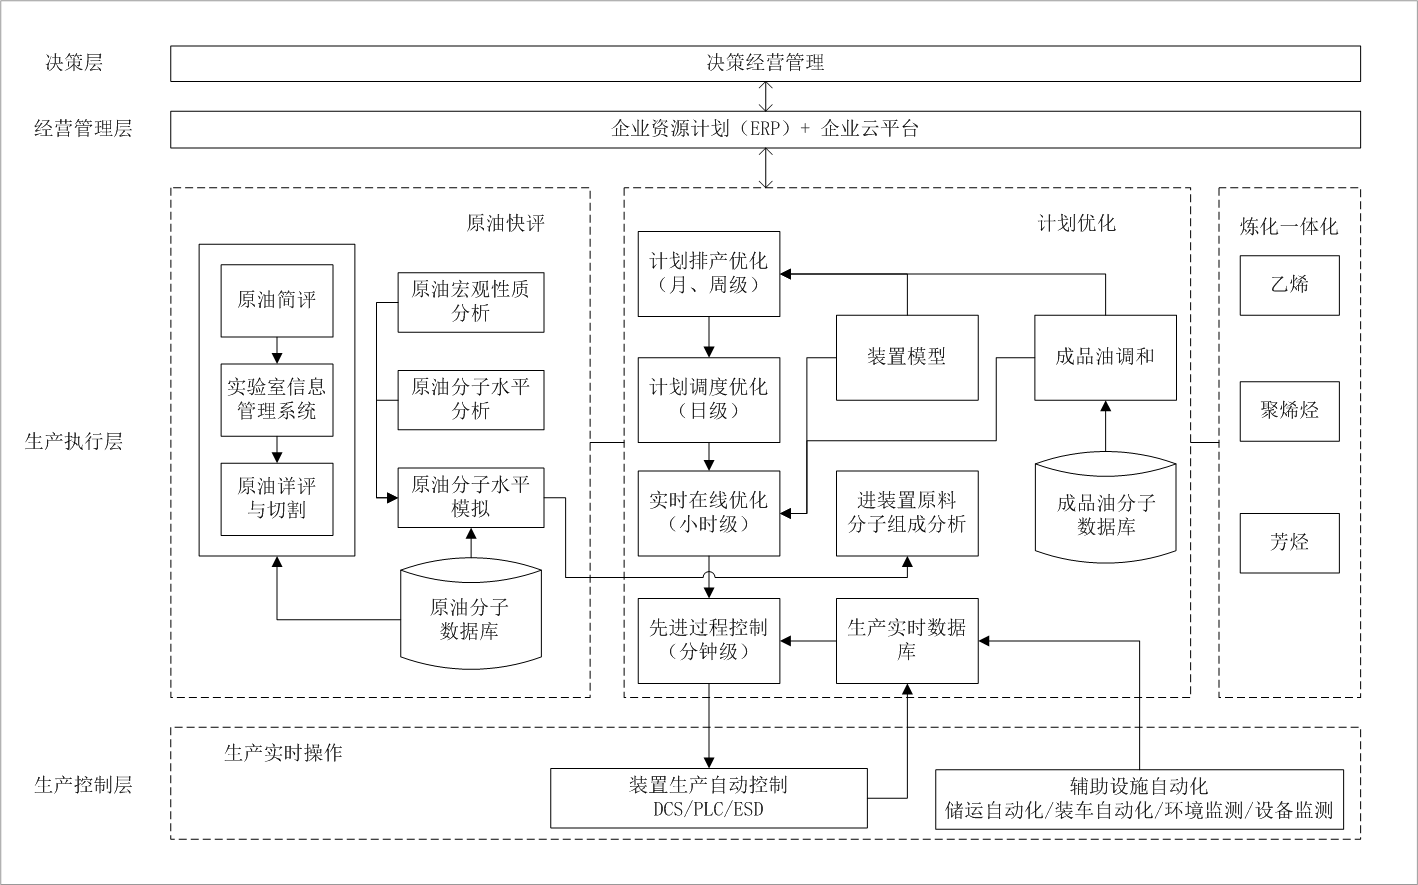 决策层
决策经营管理
经营管理层
企业资源计划（ERP）+ 企业云平台
生产执行层
原油快评
原油简评
实验室信息
管理系统
原油详评
与切割
原油宏观性质
分析
原油分子水平
分析
原油分子水平
模拟
原油分子
数据库
计划优化
计划排产优化
（月、周级）
计划调度优化
（日级）
实时在线优化
（小时级）
先进过程控制
（分钟级）
装置模型
进装置原料
分子组成分析
生产实时数据
库
成品油调和
成品油分子
数据库
炼化一体化
乙烯
聚烯烃
芳烃
生产控制层
生产实时操作
装置生产自动控制
DCS/PLC/ESD
辅助设施自动化
储运自动化/装车自动化/环境监测/设备监测